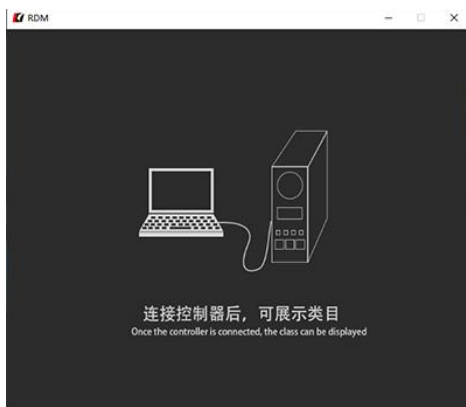 RDM
连接控制器后，可展示类目
Once the controller is connected, the class can be displayed